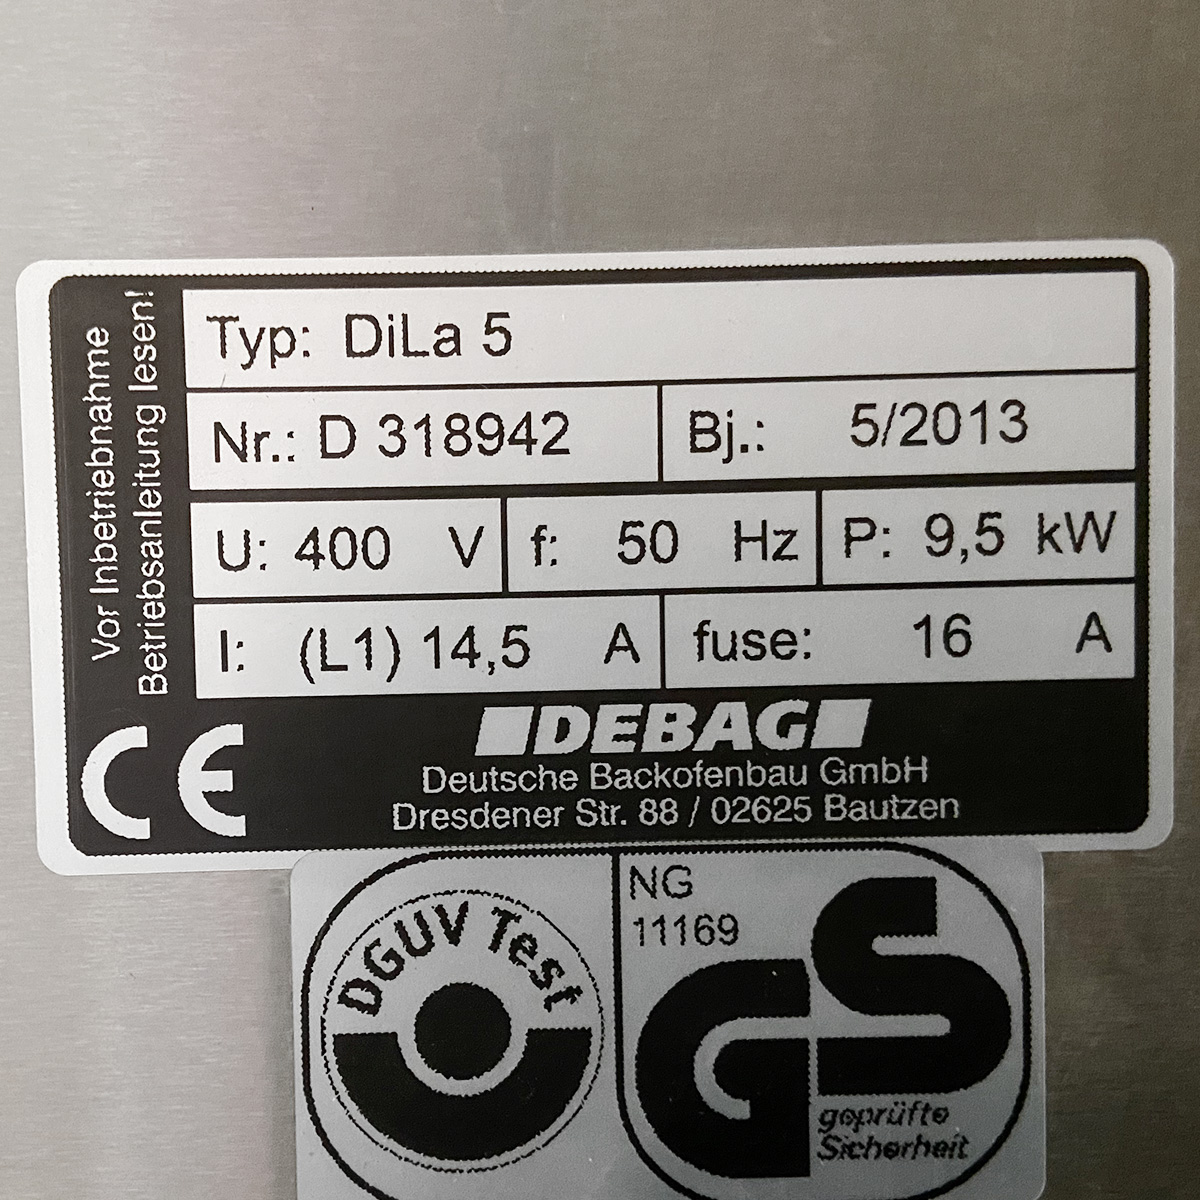 Vor Inbetriebnahme
Betriebsanleitung lesen!
Typ: DiLa 5
Nr.: D 318942 Bj.: 5/2013
U: 400 V f: 50 Hz P: 9,5 kW
I: (L1) 14,5 A fuse: 16 A
CE
DEBAG
Deutsche Backofenbau GmbH
Dresdener Str. 88 / 02625 Bautzen
DGUV Test
NG
11169
GS
geprüfte
Sicherheit